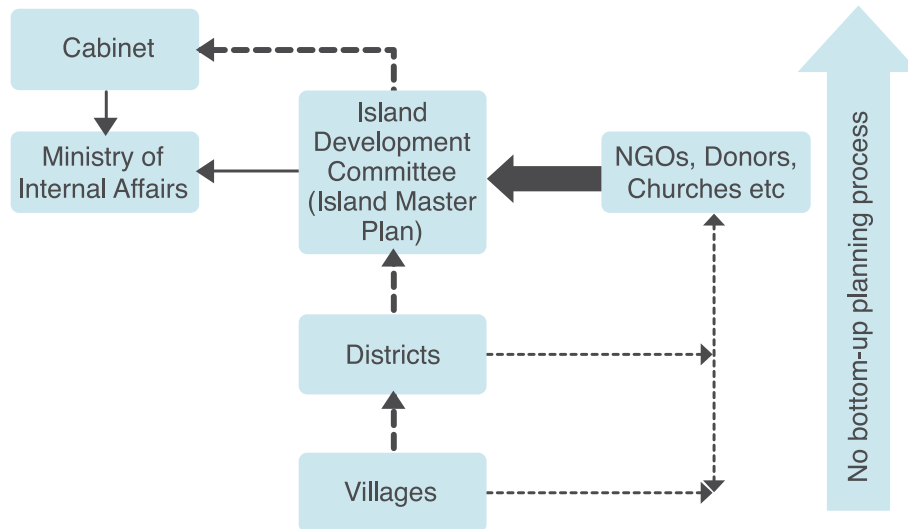 Cabinet
Ministry of
Internal Affairs
Island
Development
Committee
(Island Master
Plan)
NGOs, Donors,
Churches etc
Districts
Villages
No bottom-up planning process